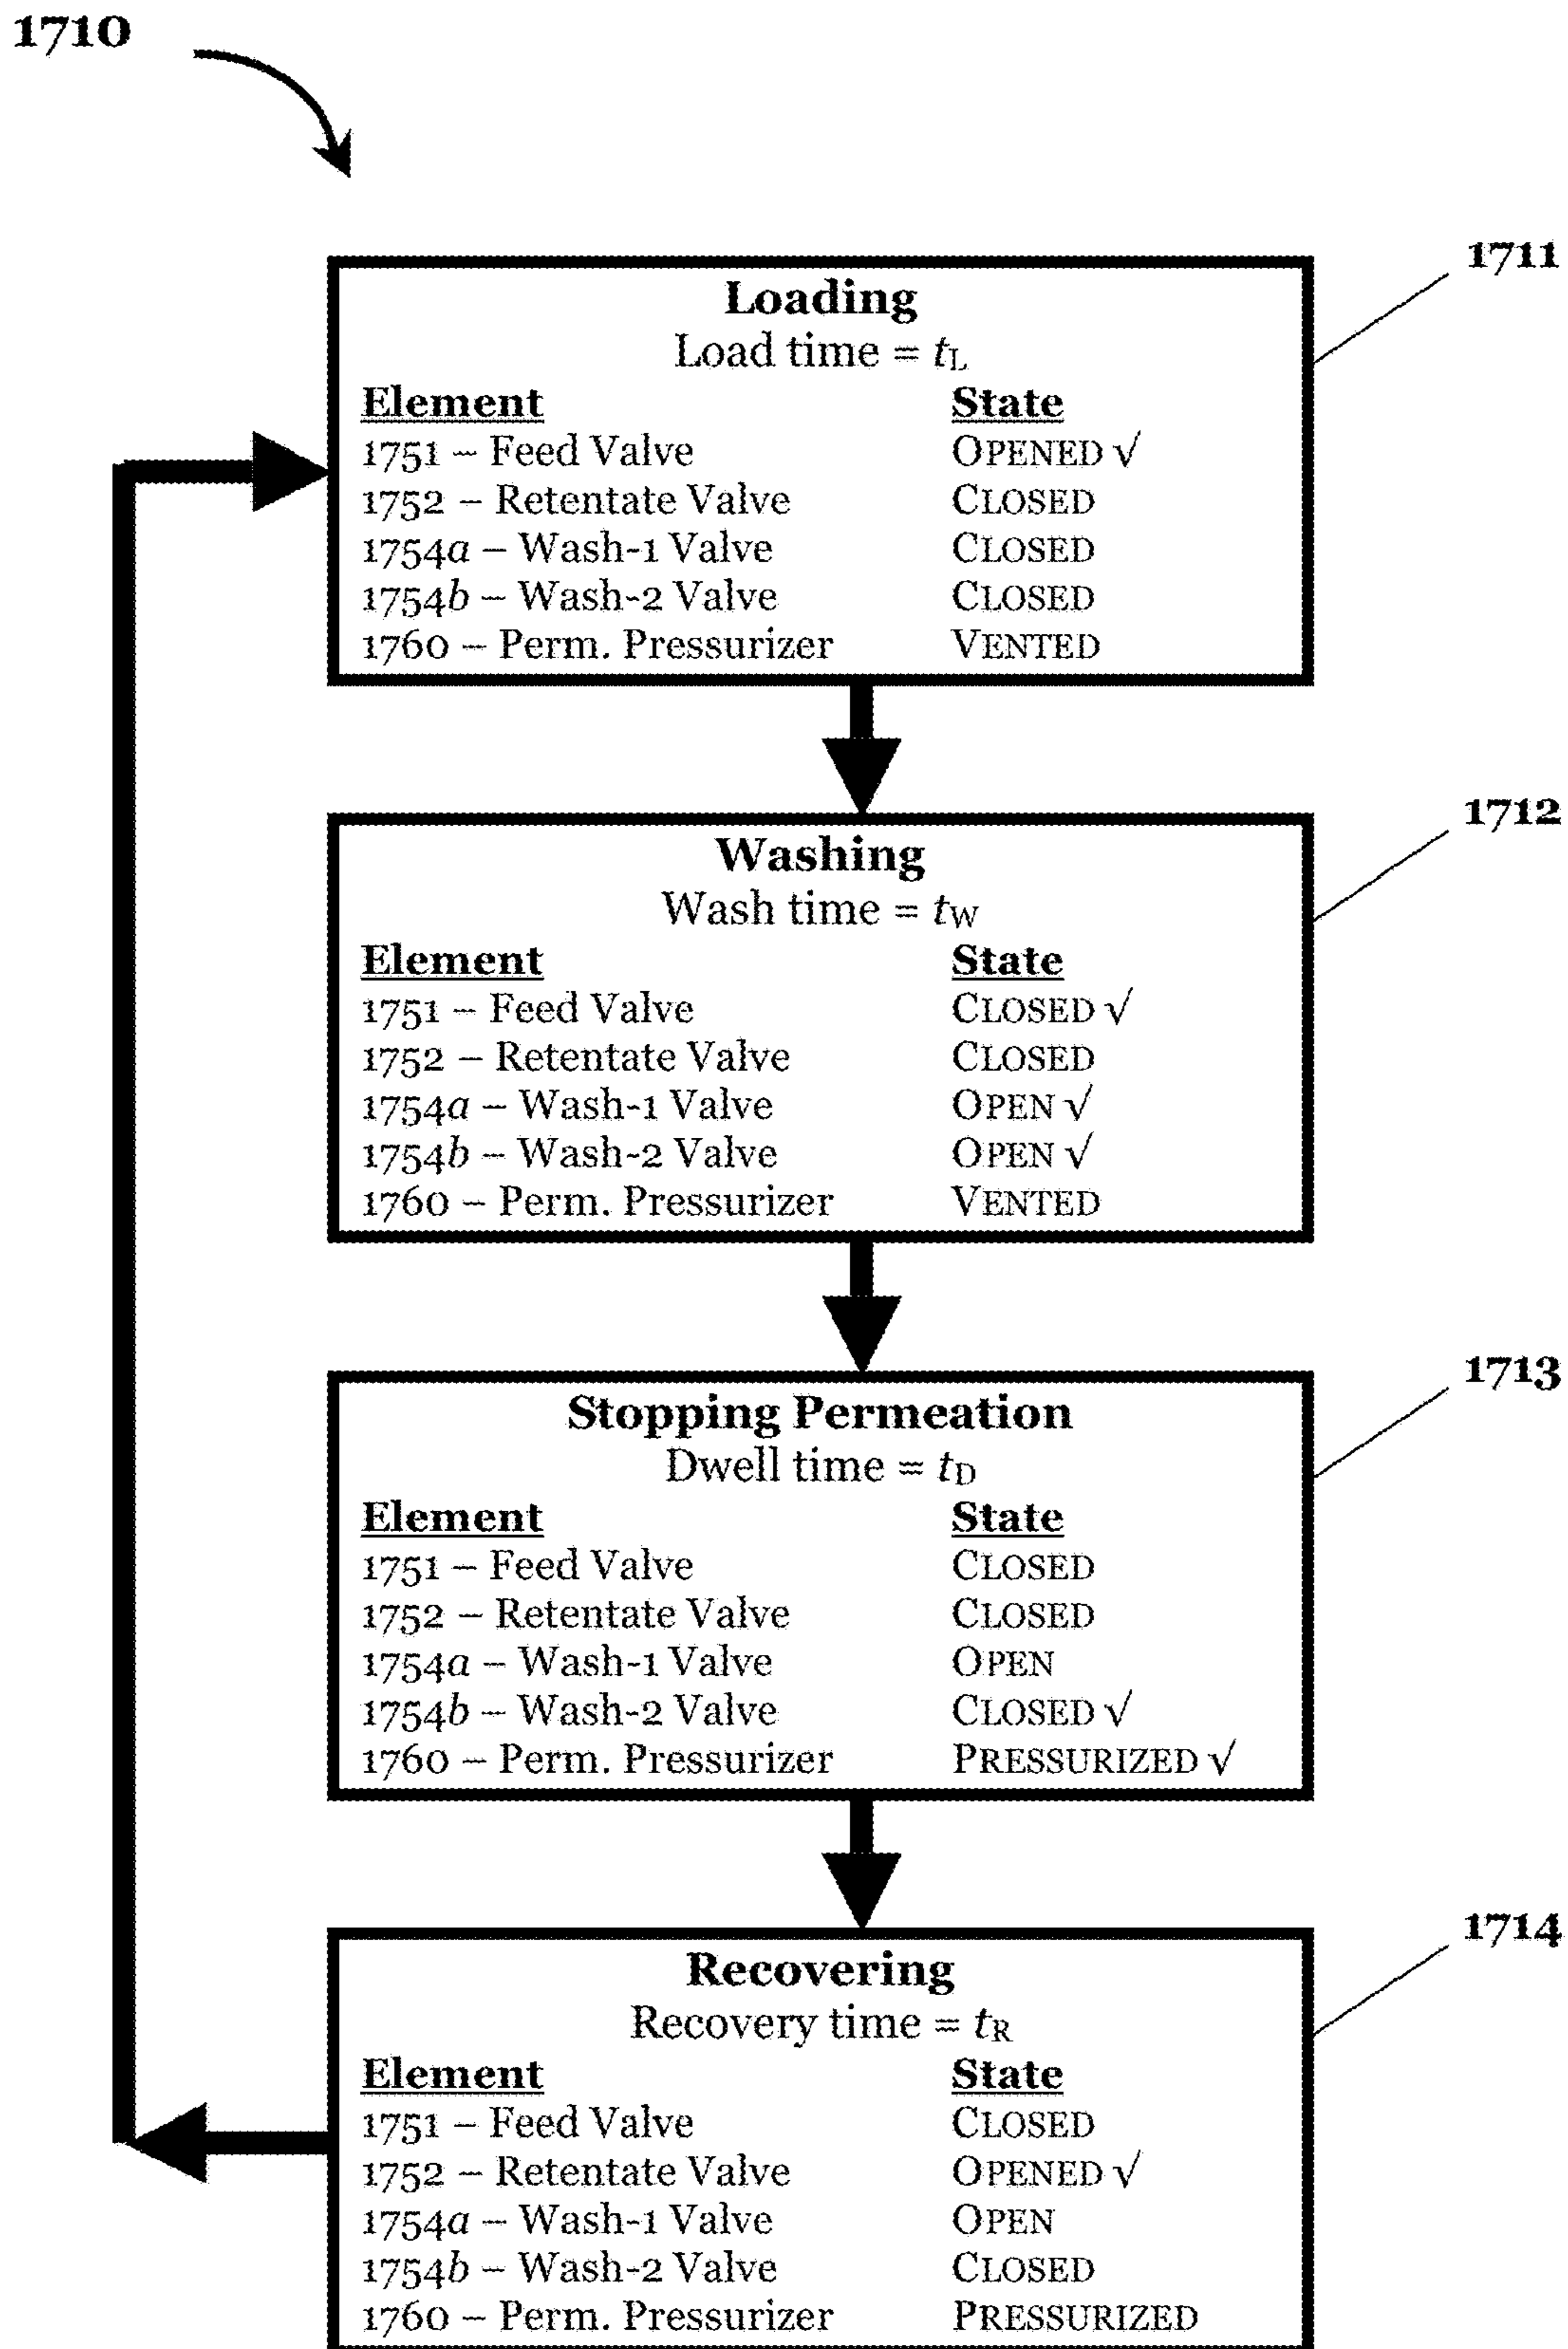 1710
1711
Loading
Load time = tL
Element State
1751 – Feed Valve OPENED √
1752 – Retentate Valve CLOSED
1754a – Wash-1 Valve CLOSED
1754b – Wash-2 Valve CLOSED
1760 – Perm. Pressurizer VENTED
1712
Washing
Wash time = tW
Element State
1751 – Feed Valve CLOSED √
1752 – Retentate Valve CLOSED
1754a – Wash-1 Valve OPEN √
1754b – Wash-2 Valve OPEN √
1760 – Perm. Pressurizer VENTED
1713
Stopping Permeation
Dwell time = tD
Element State
1751 – Feed Valve CLOSED
1752 – Retentate Valve CLOSED
1754a – Wash-1 Valve OPEN
1754b – Wash-2 Valve CLOSED √
1760 – Perm. Pressurizer PRESSURIZED √
1714
Recovering
Recovery time = tR
Element State
1751 – Feed Valve CLOSED
1752 – Retentate Valve OPENED √
1754a – Wash-1 Valve OPEN
1754b – Wash-2 Valve CLOSED
1760 – Perm. Pressurizer PRESSURIZED